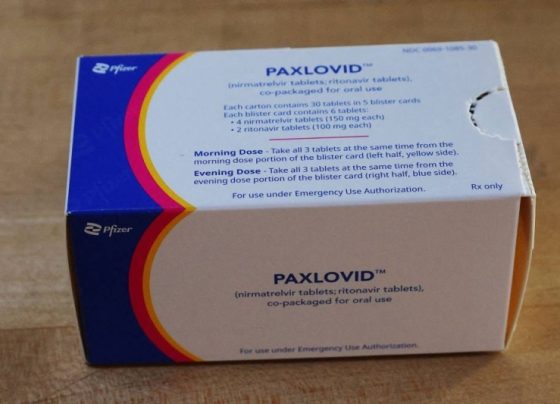 NDC 0069-1085-30
Pfizer
PAXLOVID™
(nirmatrelvir tablets; ritonavir tablets),
co-packaged for oral use
Each carton contains 30 tablets in 5 blister cards
Each blister card contains 6 tablets:
• 4 nirmatrelvir tablets (150 mg each)
• 2 ritonavir tablets (100 mg each)
Morning Dose - Take all 3 tablets at the same time from the
morning dose portion of the blister card (left half, yellow side).
Evening Dose - Take all 3 tablets at the same time from the
evening dose portion of the blister card (right half, blue side).
For use under Emergency Use Authorization.
Rx only
Pfizer
PAXLOVID™
(nirmatrelvir tablets; ritonavir tablets),
co-packaged for oral use
For use under Emergency Use Authorization.